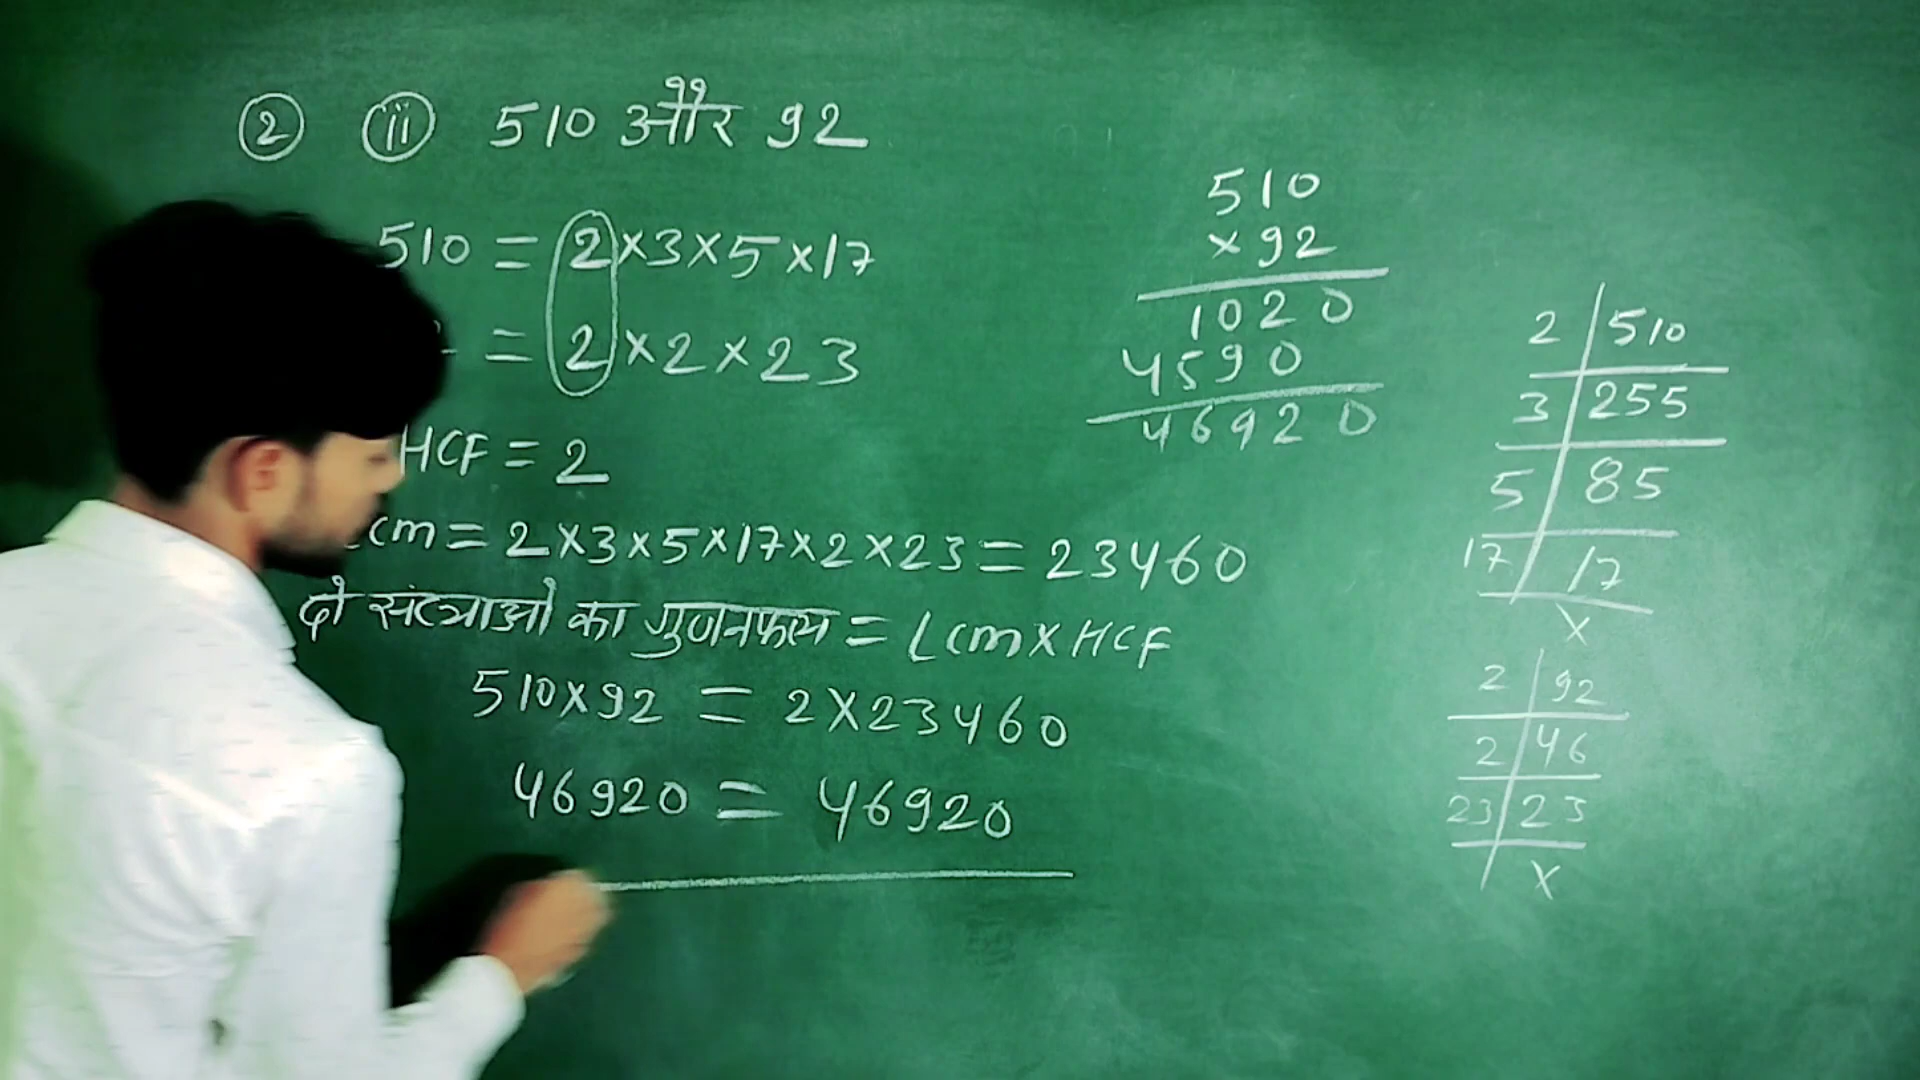 2 ii 510 और 92
510 = 2×3×5×17
= 2×2×23
HCF = 2
Lcm = 2×3×5×17×2×23 = 23460
दो संख्याओं का गुणनफल = Lcm×HCF
510×92 = 2×23460
46920 = 46920
510
×92
1020
4590
46920
2 510
3 255
5 85
17 17
x
2 92
2 46
23 23
x